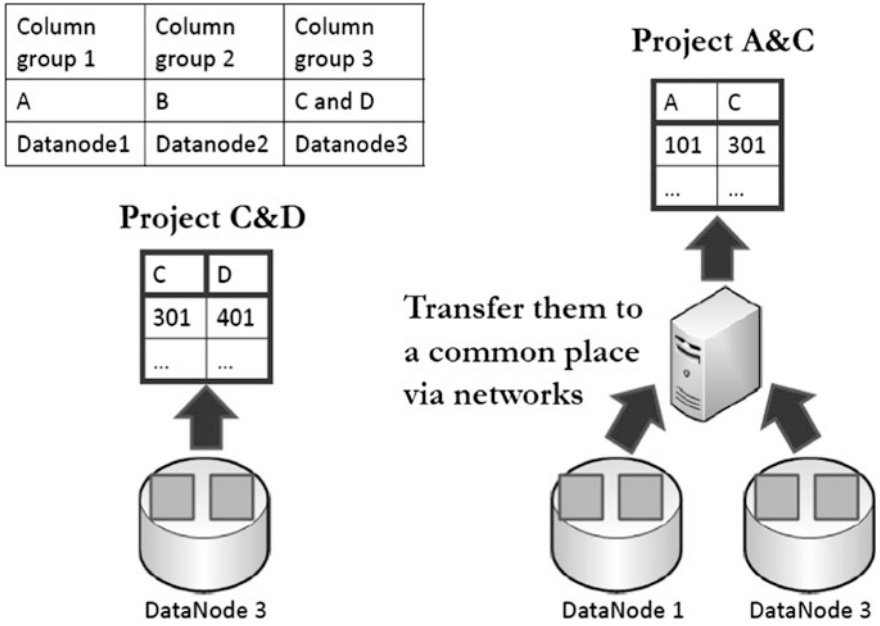 Column group 1 Column group 2 Column group 3
A B C and D
Datanode1 Datanode2 Datanode3
Project C&D
C D
301 401
... ...
DataNode 3
Project A&C
A C
101 301
... ...
Transfer them to
a common place
via networks
DataNode 1 DataNode 3